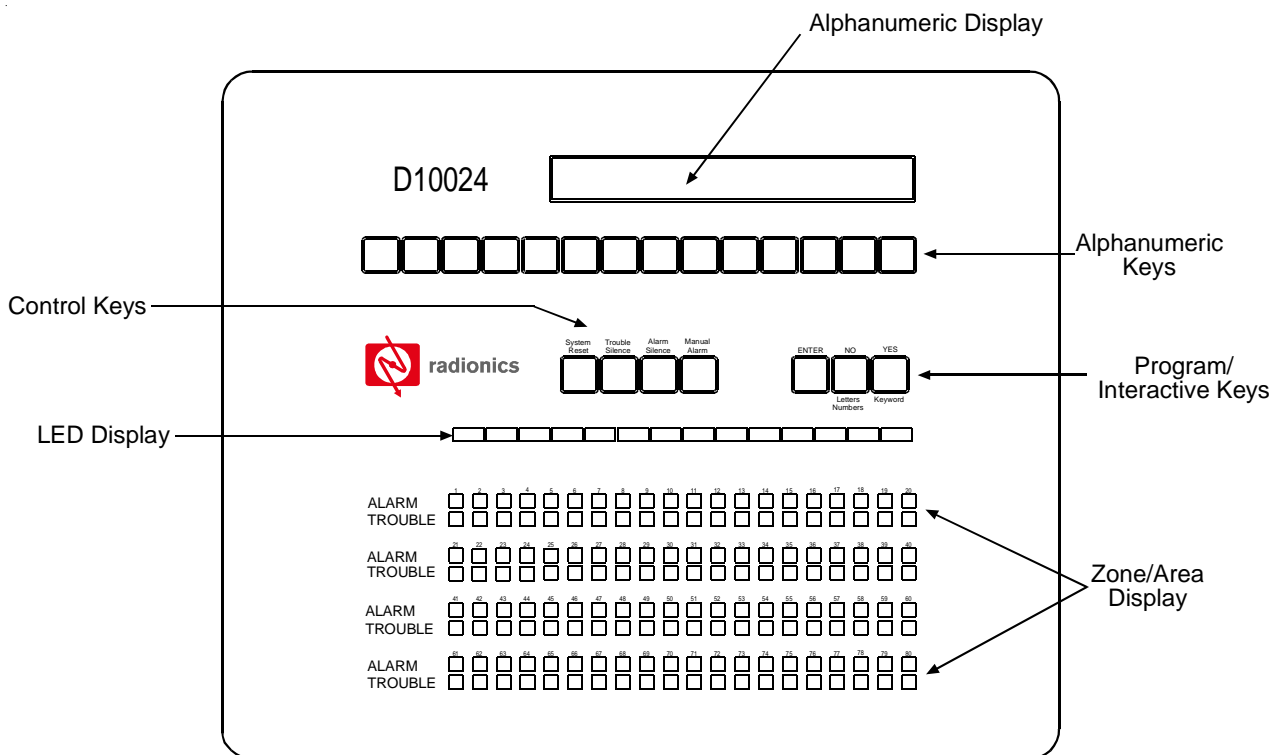 Alphanumeric Display
D10024
Alphanumeric
Keys
Control Keys
System
Reset
Trouble
Silence
Alarm
Silence
Manual
Alarm
ENTER
NO
YES
radionics
Letters
Numbers
Keyword
Program/
Interactive Keys
LED Display
1 2 3 4 5 6 7 8 9 10 11 12 13 14 15 16 17 18 19 20
ALARM
TROUBLE
21 22 23 24 25 26 27 28 29 30 31 32 33 34 35 36 37 38 39 40
ALARM
TROUBLE
Zone/Area
Display
41 42 43 44 45 46 47 48 49 50 51 52 53 54 55 56 57 58 59 60
ALARM
TROUBLE
61 62 63 64 65 66 67 68 69 70 71 72 73 74 75 76 77 78 79 80
ALARM
TROUBLE